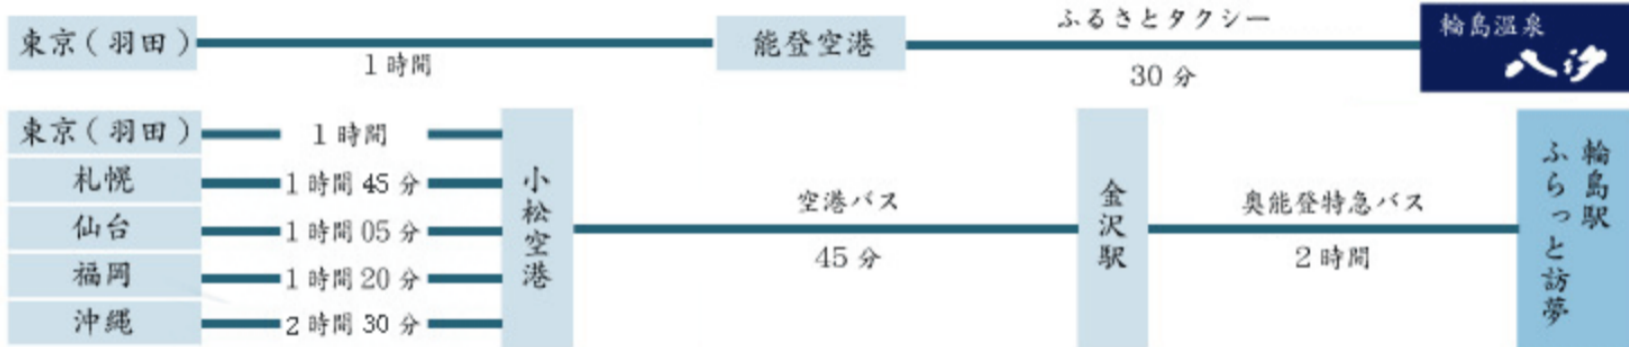 東京(羽田)
1時間
能登空港
ふるさとタクシー
30分
輪島温泉
八汐
東京(羽田)
1時間
札幌
1時間45分
仙台
1時間05分
福岡
1時間20分
沖縄
2時間30分
小松空港
空港バス
45分
金沢駅
奥能登特急バス
2時間
輪島駅
ふらっと訪夢